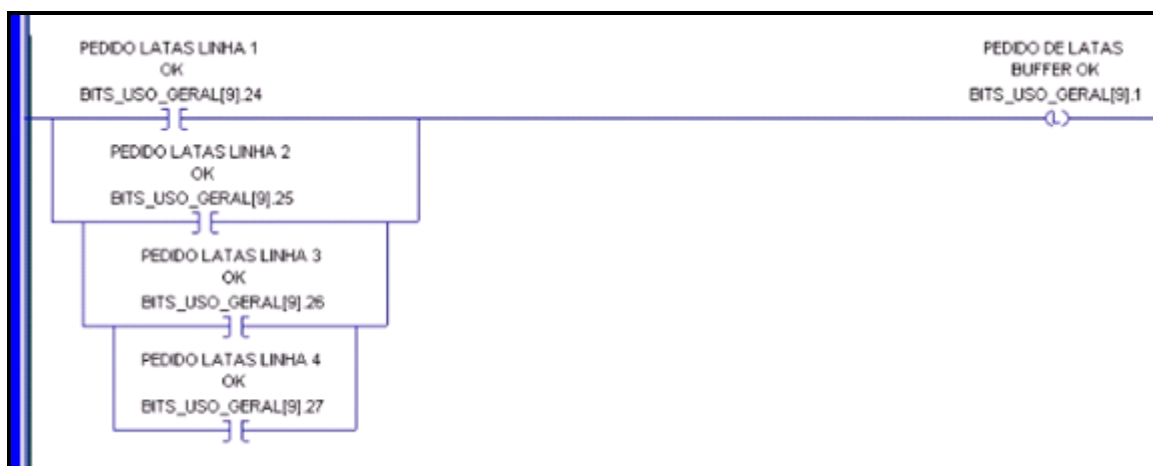 PEDIDO LATAS LINHA 1
OK
BITS_USO_GERAL[9].24
PEDIDO DE LATAS
BUFFER OK
BITS_USO_GERAL[9].1
L
PEDIDO LATAS LINHA 2
OK
BITS_USO_GERAL[9].25
PEDIDO LATAS LINHA 3
OK
BITS_USO_GERAL[9].26
PEDIDO LATAS LINHA 4
OK
BITS_USO_GERAL[9].27